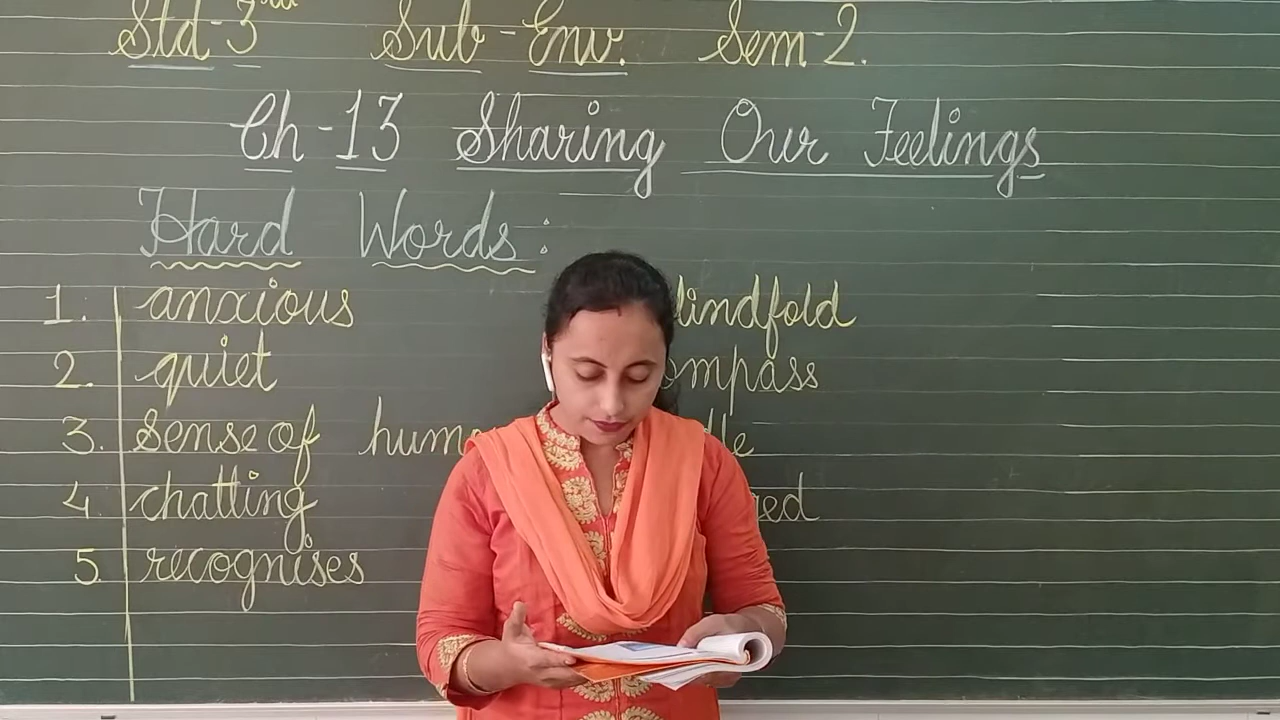 Std-3rd Sub-Env. Sem-2.
Ch-13 Sharing Our Feelings
Hard Words:
1. anxious
2. quiet
3. Sense of
4. chatting
5. recognises